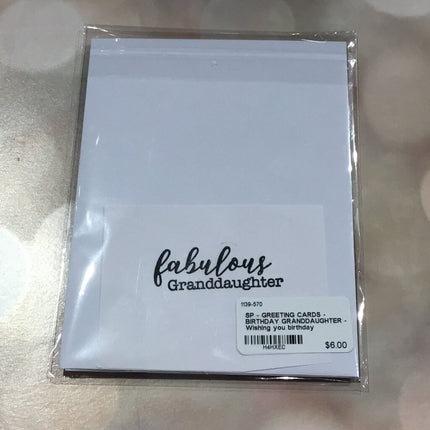 fabulous
Granddaughter
1139-570
SP - GREETING CARDS -
BIRTHDAY GRANDDAUGHTER -
Wishing you birthday
H4HXEC
$6.00